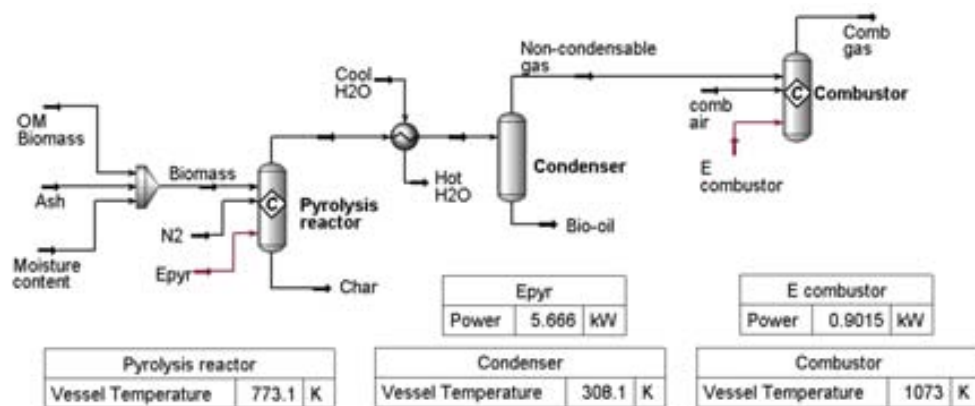 Comb
gas
Non-condensable
gas
Cool
H2O
C
Combustor
comb
air
OM
Biomass
Condenser
E
combustor
Biomass
Hot
H2O
Ash
C
Pyrolysis
reactor
N2
Bio-oil
Moisture
content
Epyr
Char
Epyr
Power 5.666 kW
E combustor
Power 0.9015 kW
Pyrolysis reactor
Vessel Temperature 773.1 K
Condenser
Vessel Temperature 308.1 K
Combustor
Vessel Temperature 1073 K